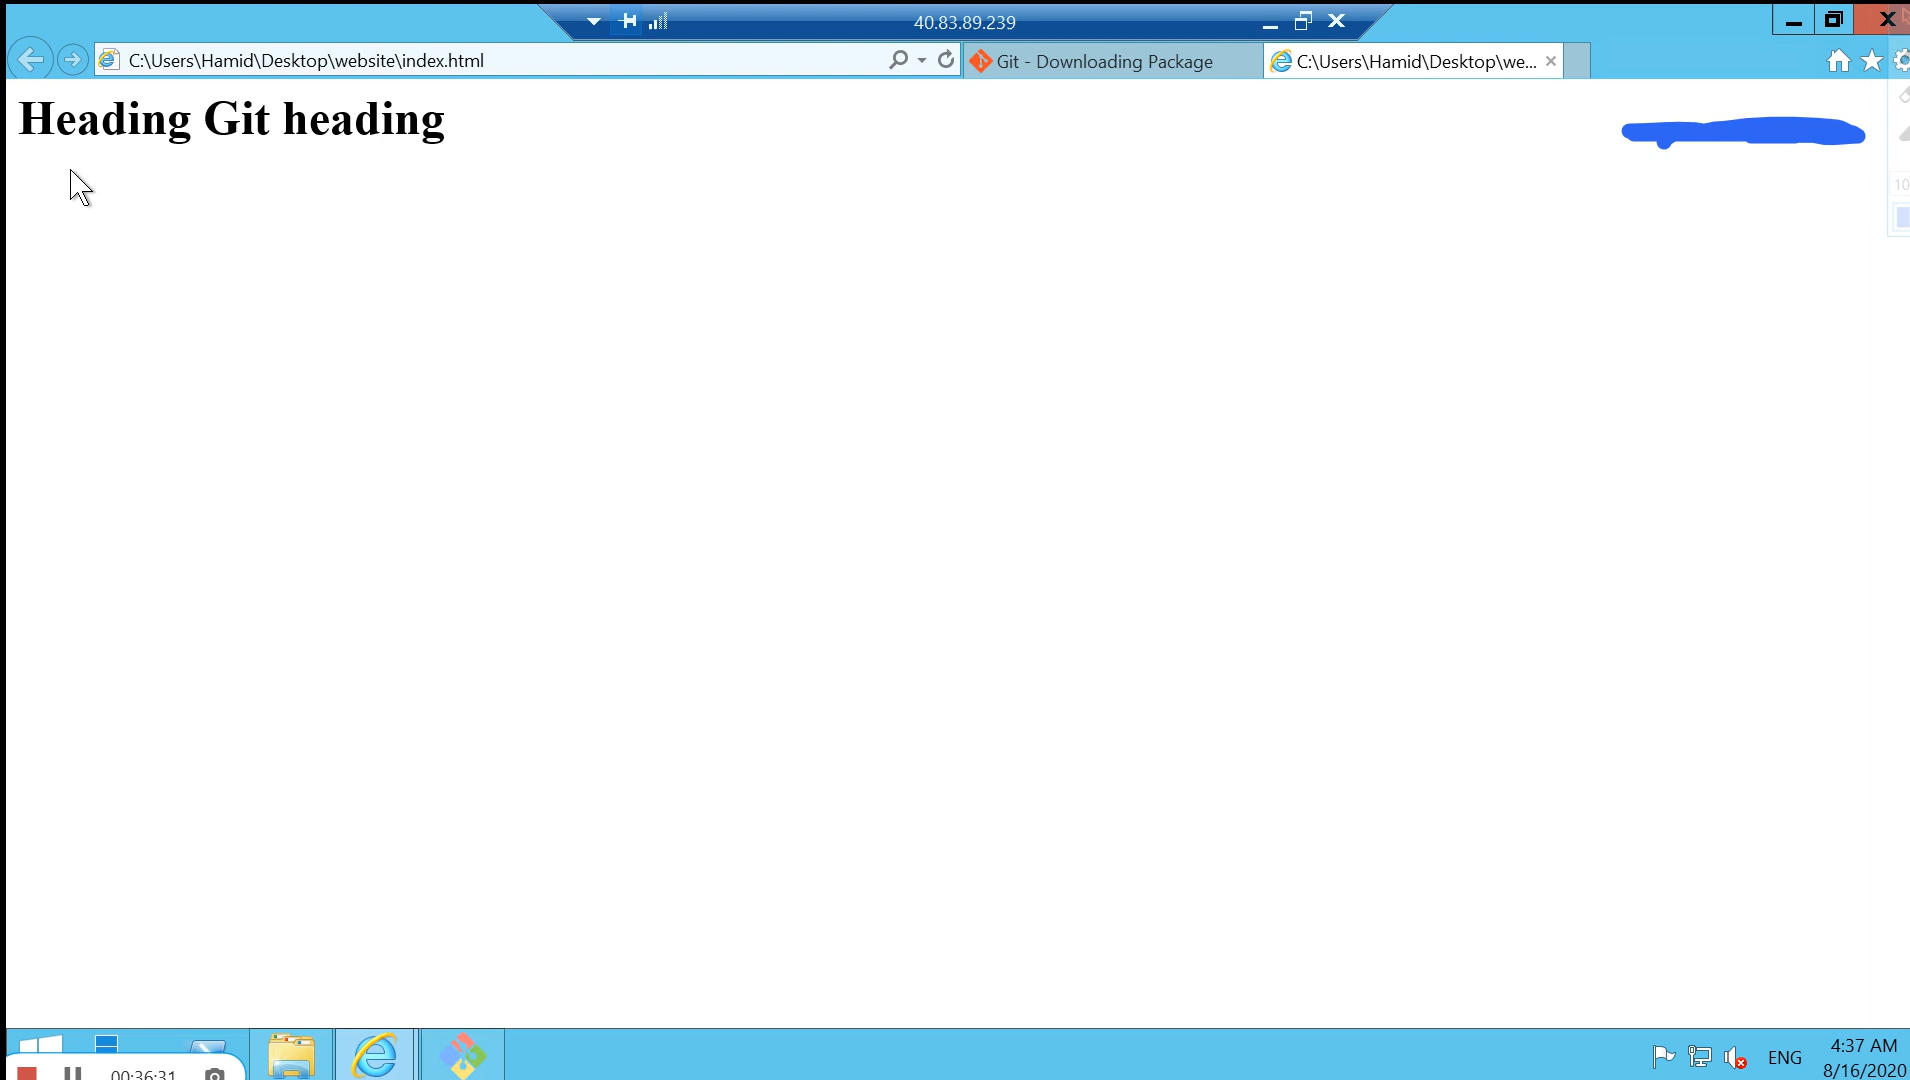 40.83.89.239
C:\Users\Hamid\Desktop\website\index.html
Git - Downloading Package
C:\Users\Hamid\Desktop\we...
Heading Git heading
10
00:36:31
ENG
4:37 AM
8/16/2020